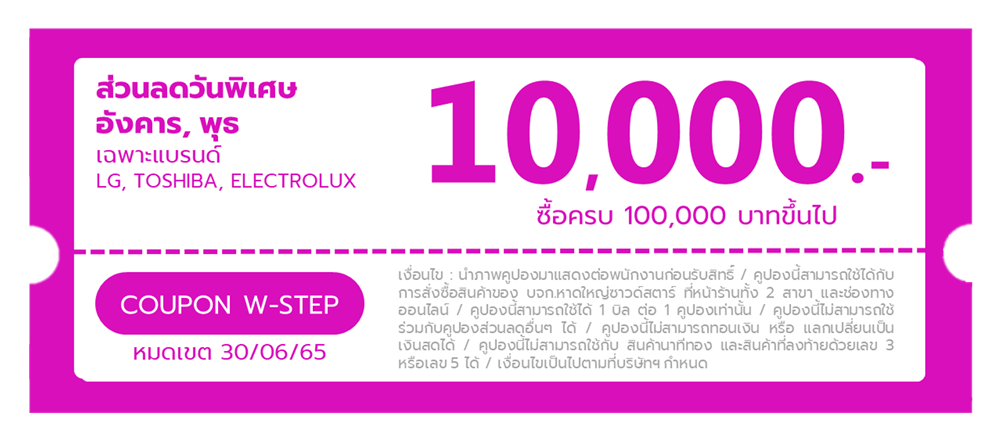 ส่วนลดวันพิเศษ
อังคาร, พุธ
เฉพาะแบรนด์
LG, TOSHIBA, ELECTROLUX
10,000.-
ซื้อครบ 100,000 บาทขึ้นไป
COUPON W-STEP
หมดเขต 30/06/65
เงื่อนไข : นำภาพคูปองมาแสดงต่อพนักงานก่อนรับสิทธิ์ / คูปองนี้สามารถใช้ได้กับ
การสั่งซื้อสินค้าของ บจก.หาดใหญ่ซาวด์สตาร์ ที่หน้าร้านทั้ง 2 สาขา และช่องทาง
ออนไลน์ / คูปองนี้สามารถใช้ได้ 1 บิล ต่อ 1 คูปองเท่านั้น / คูปองนี้ไม่สามารถใช้
ร่วมกับคูปองส่วนลดอื่นๆ ได้ / คูปองนี้ไม่สามารถทอนเงิน หรือ แลกเปลี่ยนเป็น
เงินสดได้ / คูปองนี้ไม่สามารถใช้กับ สินค้านาทีทอง และสินค้าที่ลงท้ายด้วยเลข 3
หรือเลข 5 ได้ / เงื่อนไขเป็นไปตามที่บริษัทฯ กำหนด